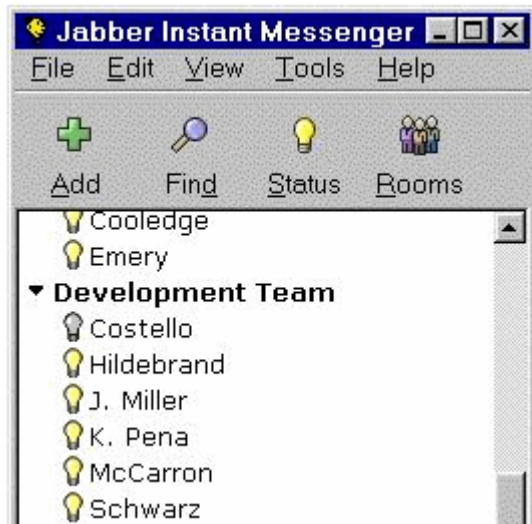 Jabber Instant Messenger
File Edit View Tools Help
Add Find Status Rooms
Cooledge
Emery
Development Team
Costello
Hildebrand
J. Miller
K. Pena
McCarron
Schwarz